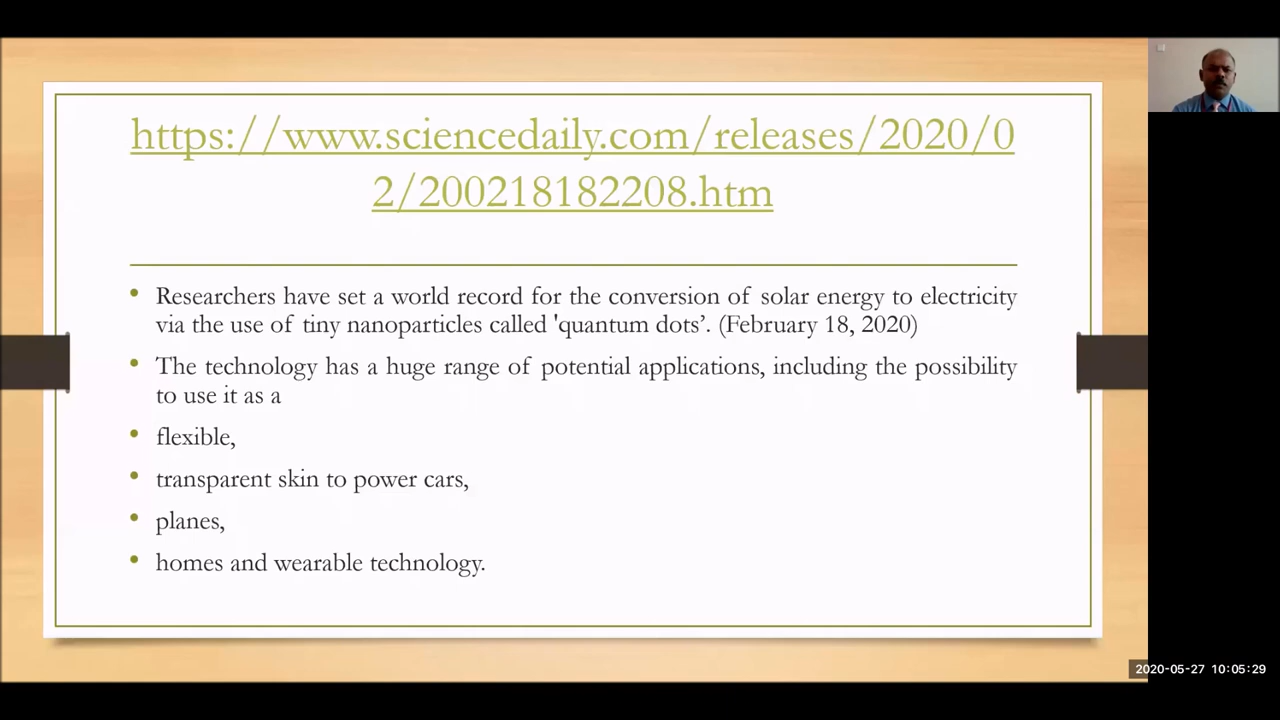 https://www.sciencedaily.com/releases/2020/0
2/200218182208.htm
• Researchers have set a world record for the conversion of solar energy to electricity
via the use of tiny nanoparticles called 'quantum dots’. (February 18, 2020)
• The technology has a huge range of potential applications, including the possibility
to use it as a
• flexible,
• transparent skin to power cars,
• planes,
• homes and wearable technology.
2020-05-27 10:05:29